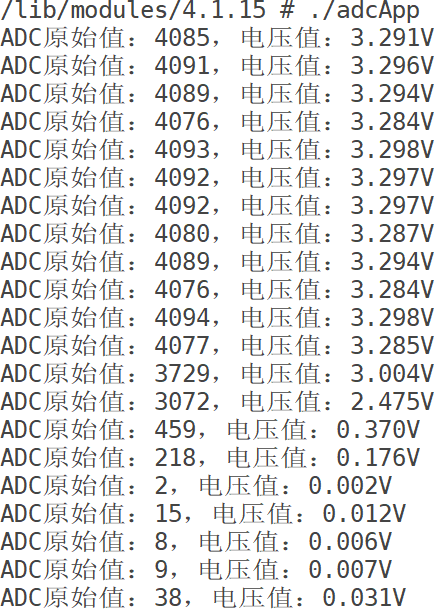 /lib/modules/4.1.15 # ./adcApp
ADC原始值：4085，电压值：3.291V
ADC原始值：4091，电压值：3.296V
ADC原始值：4089，电压值：3.294V
ADC原始值：4076，电压值：3.284V
ADC原始值：4093，电压值：3.298V
ADC原始值：4092，电压值：3.297V
ADC原始值：4092，电压值：3.297V
ADC原始值：4080，电压值：3.287V
ADC原始值：4089，电压值：3.294V
ADC原始值：4076，电压值：3.284V
ADC原始值：4094，电压值：3.298V
ADC原始值：4077，电压值：3.285V
ADC原始值：3729，电压值：3.004V
ADC原始值：3072，电压值：2.475V
ADC原始值：459，电压值：0.370V
ADC原始值：218，电压值：0.176V
ADC原始值：2，电压值：0.002V
ADC原始值：15，电压值：0.012V
ADC原始值：8，电压值：0.006V
ADC原始值：9，电压值：0.007V
ADC原始值：38，电压值：0.031V